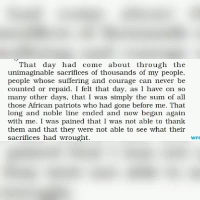 That day had come about through the
unimaginable sacrifices of thousands of my people,
people whose suffering and courage can never be
counted or repaid. I felt that day, as I have on so
many other days, that I was simply the sum of all
those African patriots who had gone before me. That
long and noble line ended and now began again
with me. I was pained that I was not able to thank
them and that they were not able to see what their
sacrifices had wrought.